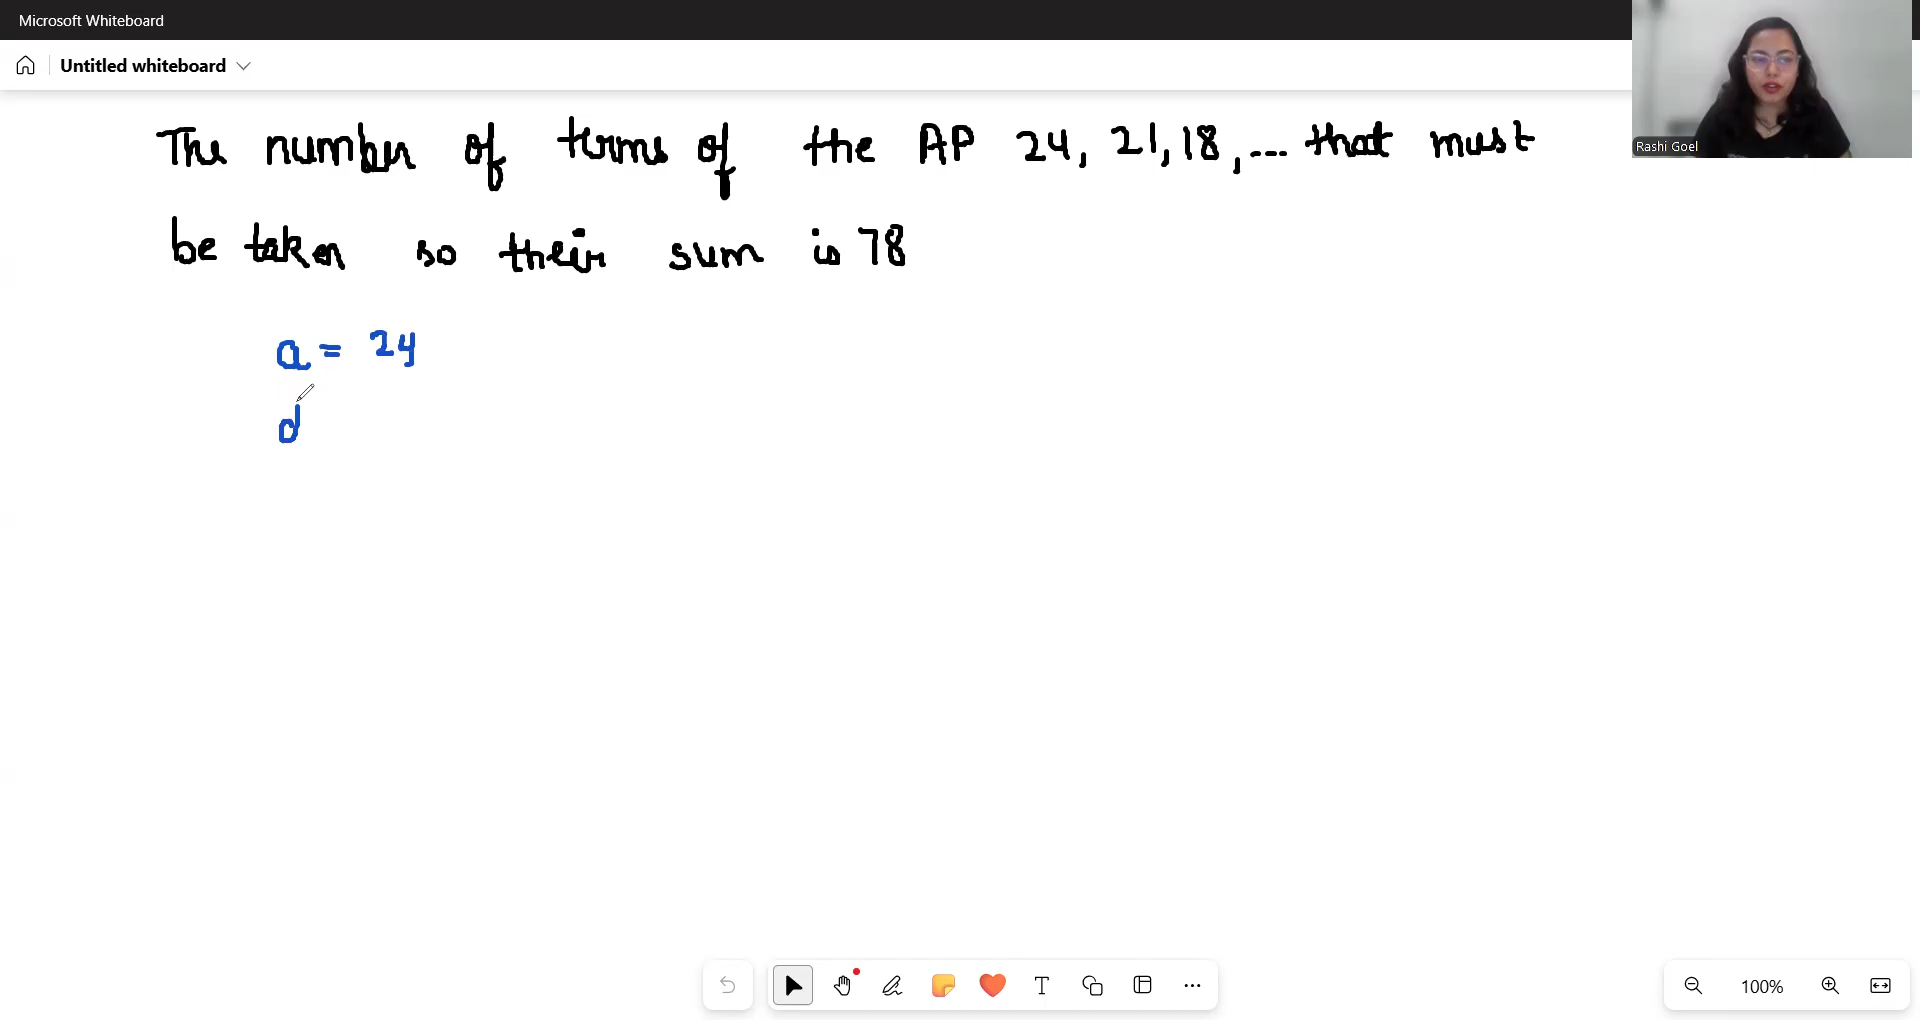 Microsoft Whiteboard
Untitled whiteboard
Rashi Goel
The number of terms of the AP 24, 21, 18, ... that must
be taken so their sum is 78
a = 24
d
100%